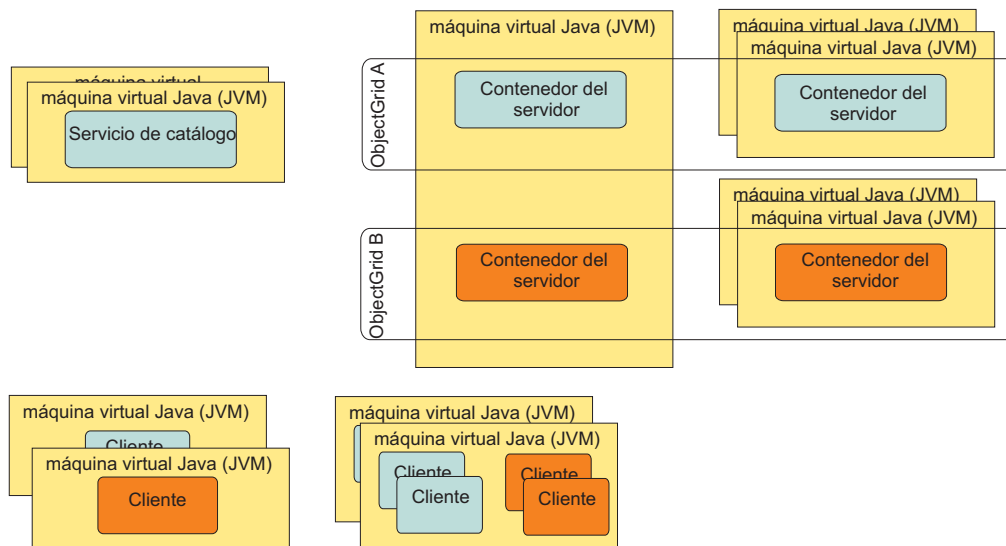 máquina virtual
máquina virtual Java (JVM)
Servicio de catálogo
máquina virtual Java (JVM)
ObjectGrid A
Contenedor del
servidor
máquina virtual Java (JVM)
máquina virtual Java (JVM)
Contenedor del
servidor
ObjectGrid B
Contenedor del
servidor
máquina virtual Java (JVM)
máquina virtual Java (JVM)
Contenedor del
servidor
máquina virtual Java (JVM)
Cliente
máquina virtual Java (JVM)
Cliente
máquina virtual Java (JVM)
máquina virtual Java (JVM)
Cliente
Cliente
Cliente
Cliente